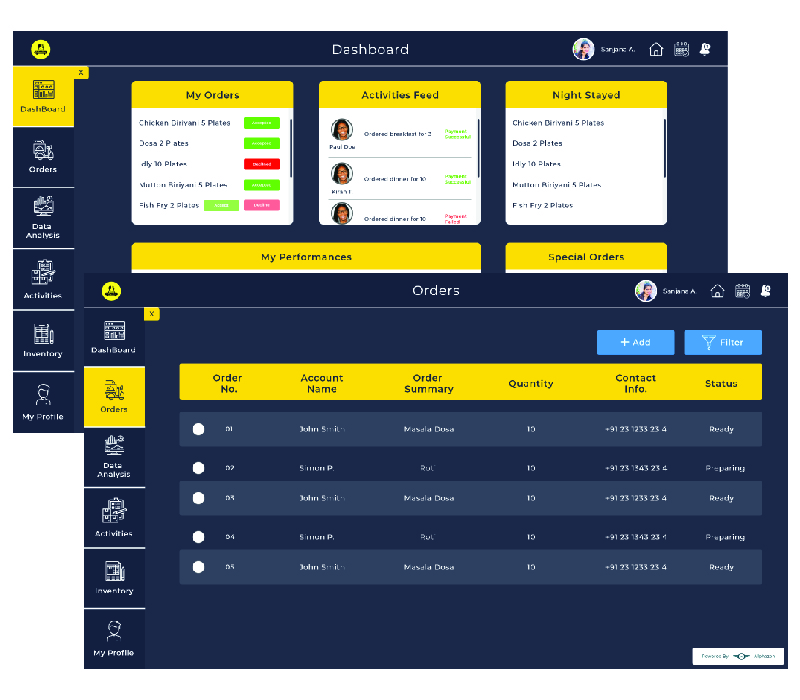 Dashboard
Sanjana A.
X
DashBoard
Orders
Data
Analysis
Activities
Inventory
My Profile
My Orders
Chicken Biriyani 5 Plates
Dosa 2 Plates
Idly 10 Plates
Declined
Mutton Biriyani 5 Plates
Fish Fry 2 Plates
Decline
Activities Feed
Paul Doe
Ordered breakfast for 3
Payment
Successful
Ordered dinner for 10
Payment
Successful
Ordered dinner for 10
Payment
Failed
Night Stayed
Chicken Biriyani 5 Plates
Dosa 2 Plates
Idly 10 Plates
Mutton Biriyani 5 Plates
Fish Fry 2 Plates
My Performances
Special Orders
Orders
Sanjana A.
X
DashBoard
Orders
Data
Analysis
Activities
Inventory
My Profile
+ Add
Filter
Order No. Account Name Order Summary Quantity Contact Info. Status
01 John Smith Masala Dosa 10 +91 23 1233 23 4 Ready
02 Simon P. Roti 10 +91 23 1343 23 4 Preparing
03 John Smith Masala Dosa 10 +91 23 1233 23 4 Ready
04 Simon P. Roti 10 +91 23 1343 23 4 Preparing
05 John Smith Masala Dosa 10 +91 23 1233 23 4 Ready
Powered By